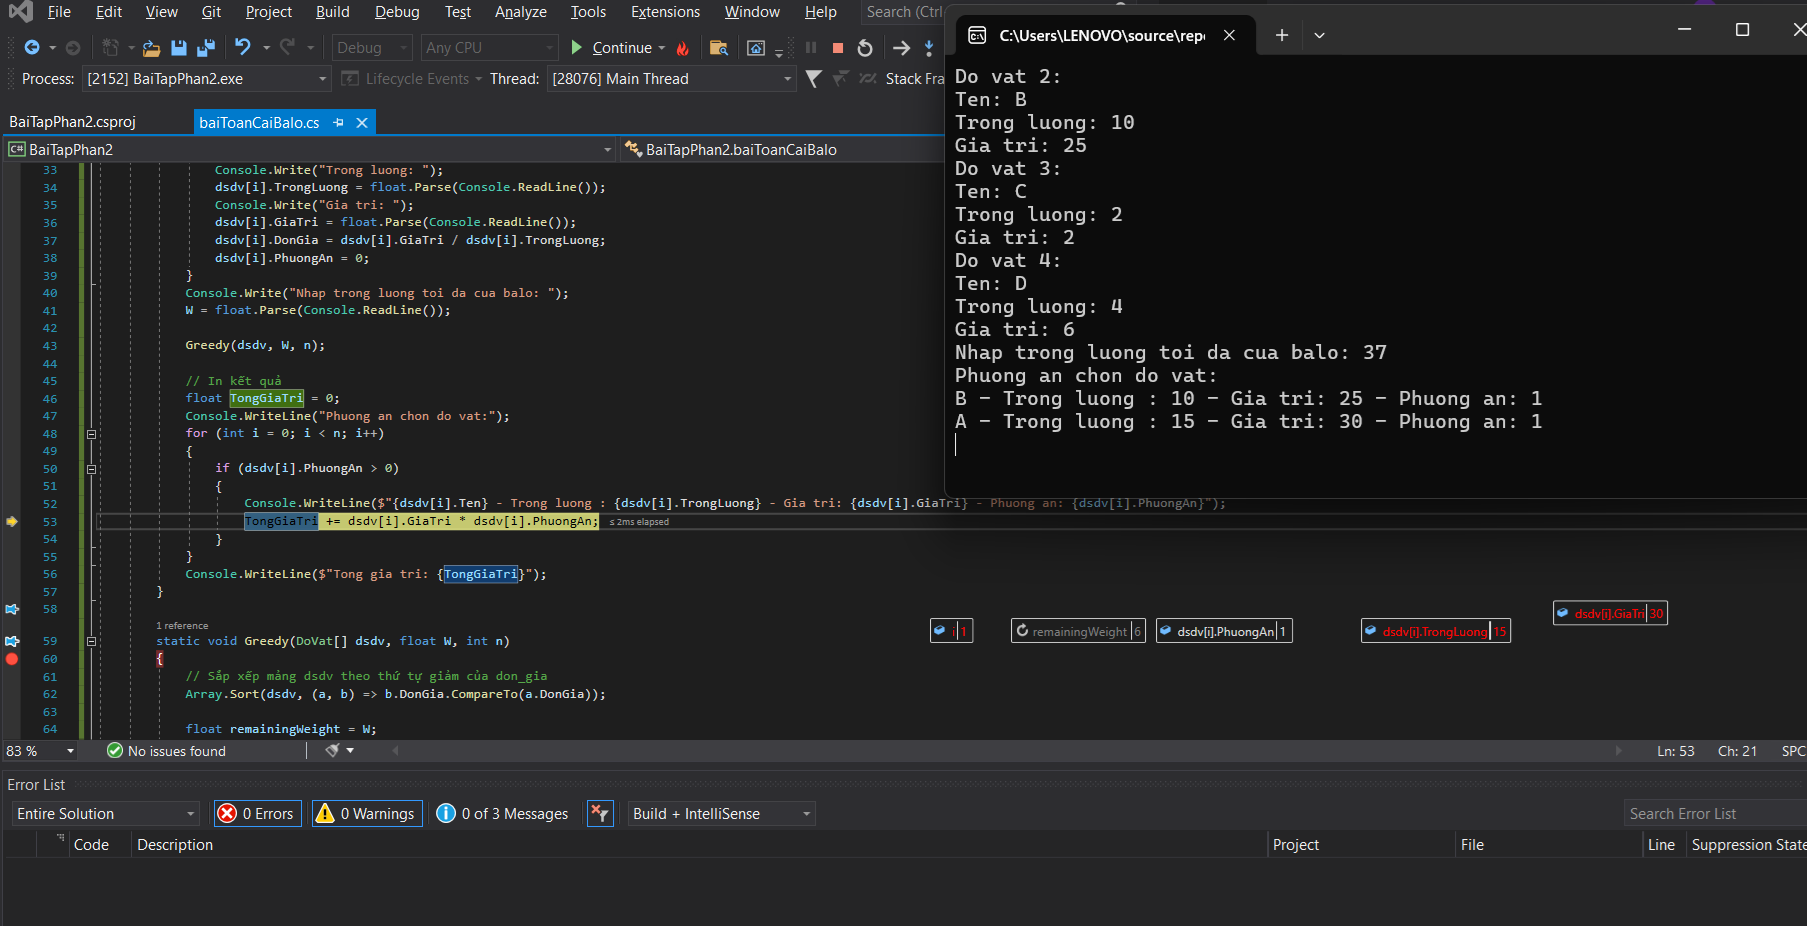 File Edit View Git Project Build Debug Test Analyze Tools Extensions Window Help Search (Ctrl
Debug Any CPU Continue
Process: [2152] BaiTapPhan2.exe Lifecycle Events Thread: [28076] Main Thread Stack Fra
BaiTapPhan2.csproj baiToanCaiBalo.cs
C# BaiTapPhan2 BaiTapPhan2.baiToanCaiBalo
33 Console.Write("Trong luong: ");
34 dsdv[i].TrongLuong = float.Parse(Console.ReadLine());
35 Console.Write("Gia tri: ");
36 dsdv[i].GiaTri = float.Parse(Console.ReadLine());
37 dsdv[i].DonGia = dsdv[i].GiaTri / dsdv[i].TrongLuong;
38 dsdv[i].PhuongAn = 0;
39 }
40 Console.Write("Nhap trong luong toi da cua balo: ");
41 W = float.Parse(Console.ReadLine());
42
43 Greedy(dsdv, W, n);
44
45 // In kết quả
46 float TongGiaTri = 0;
47 Console.WriteLine("Phuong an chon do vat:");
48 for (int i = 0; i < n; i++)
49 {
50 if (dsdv[i].PhuongAn > 0)
51 {
52 Console.WriteLine($"{dsdv[i].Ten} - Trong luong : {dsdv[i].TrongLuong} - Gia tri: {dsdv[i].GiaTri} - Phuong an: {dsdv[i].PhuongAn}");
53 TongGiaTri += dsdv[i].GiaTri * dsdv[i].PhuongAn; ≤ 2ms elapsed
54 }
55 }
56 Console.WriteLine($"Tong gia tri: {TongGiaTri}");
57 }
58
1 reference
59 static void Greedy(DoVat[] dsdv, float W, int n)
60 {
61 // Sắp xếp mảng dsdv theo thứ tự giảm của don_gia
62 Array.Sort(dsdv, (a, b) => b.DonGia.CompareTo(a.DonGia));
63
64 float remainingWeight = W;
C:\Users\LENOVO\source\repo
Do vat 2:
Ten: B
Trong luong: 10
Gia tri: 25
Do vat 3:
Ten: C
Trong luong: 2
Gia tri: 2
Do vat 4:
Ten: D
Trong luong: 4
Gia tri: 6
Nhap trong luong toi da cua balo: 37
Phuong an chon do vat:
B - Trong luong : 10 - Gia tri: 25 - Phuong an: 1
A - Trong luong : 15 - Gia tri: 30 - Phuong an: 1
dsdv[i].GiaTri 30
i 1 remainingWeight 6 dsdv[i].PhuongAn 1 dsdv[i].TrongLuong 15
83 % No issues found Ln: 53 Ch: 21 SPC
Error List
Entire Solution 0 Errors 0 Warnings 0 of 3 Messages Build + IntelliSense Search Error List
Code Description Project File Line Suppression State